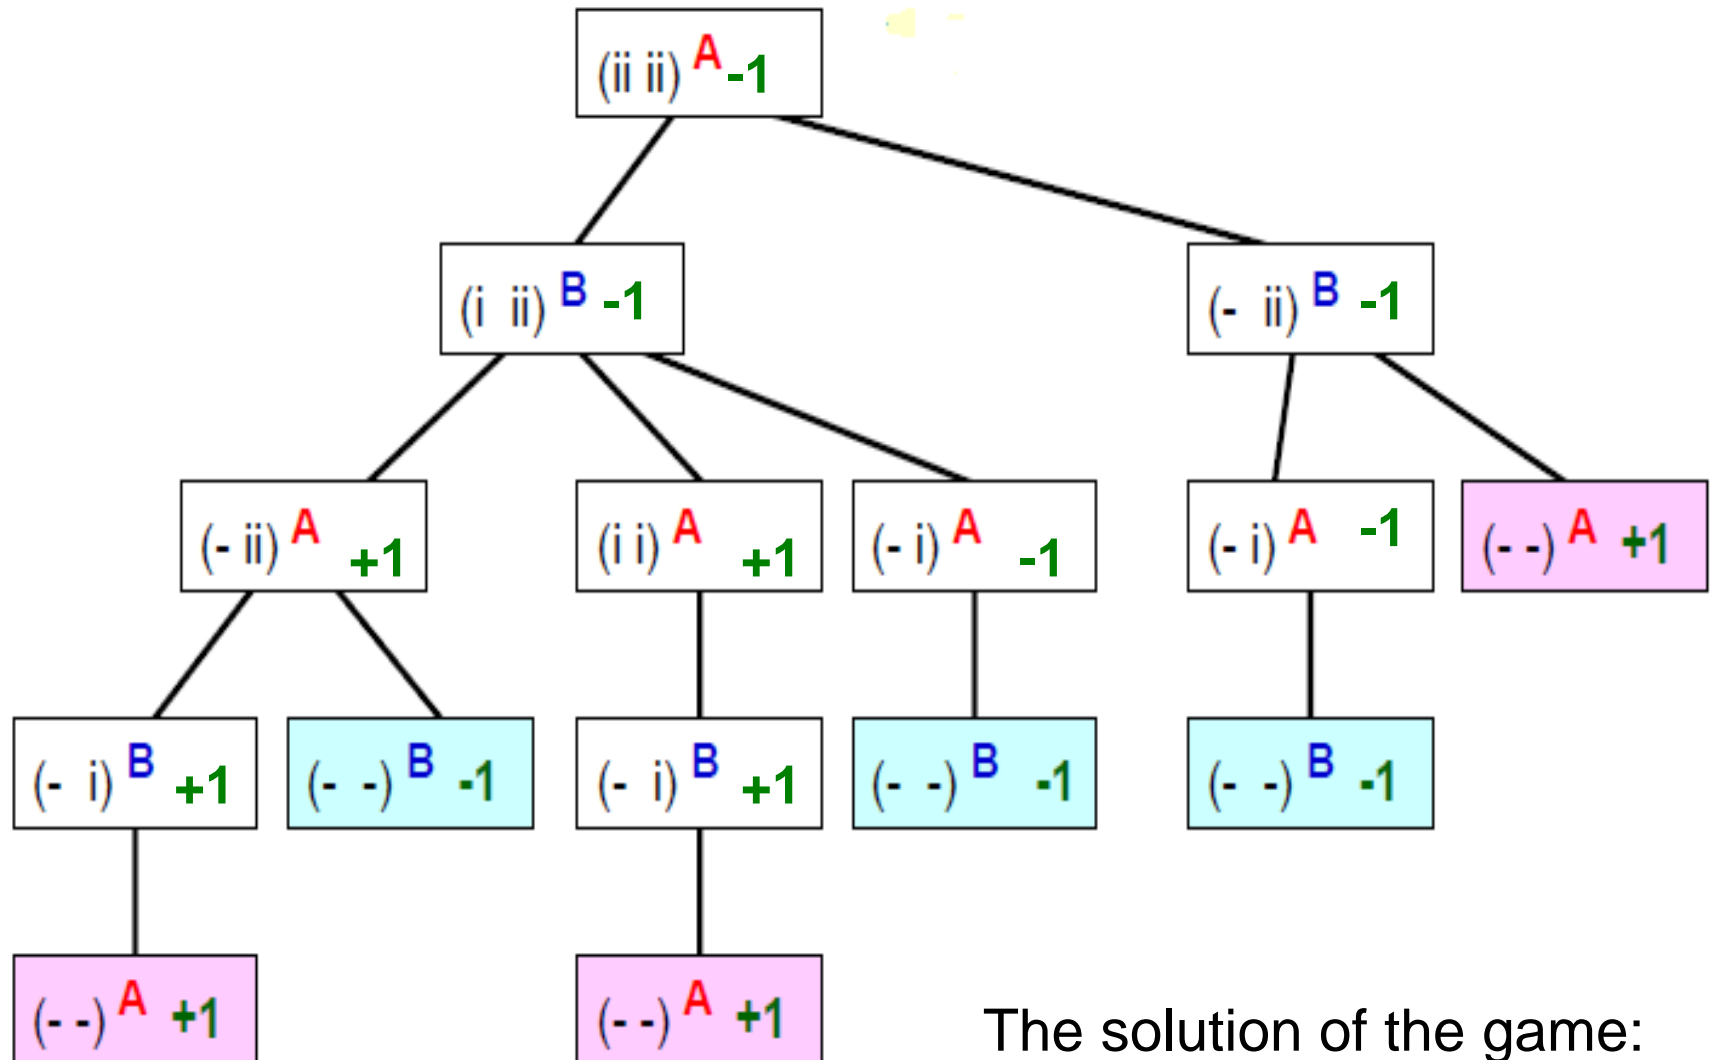 (ii ii) A -1
(i ii) B -1
(- ii) B -1
(- ii) A +1
(i i) A +1
(- i) A -1
(- i) A -1
(- -) A +1
(- i) B +1
(- -) B -1
(- i) B +1
(- -) B -1
(- -) B -1
(- -) A +1
(- -) A +1
The solution of the game: